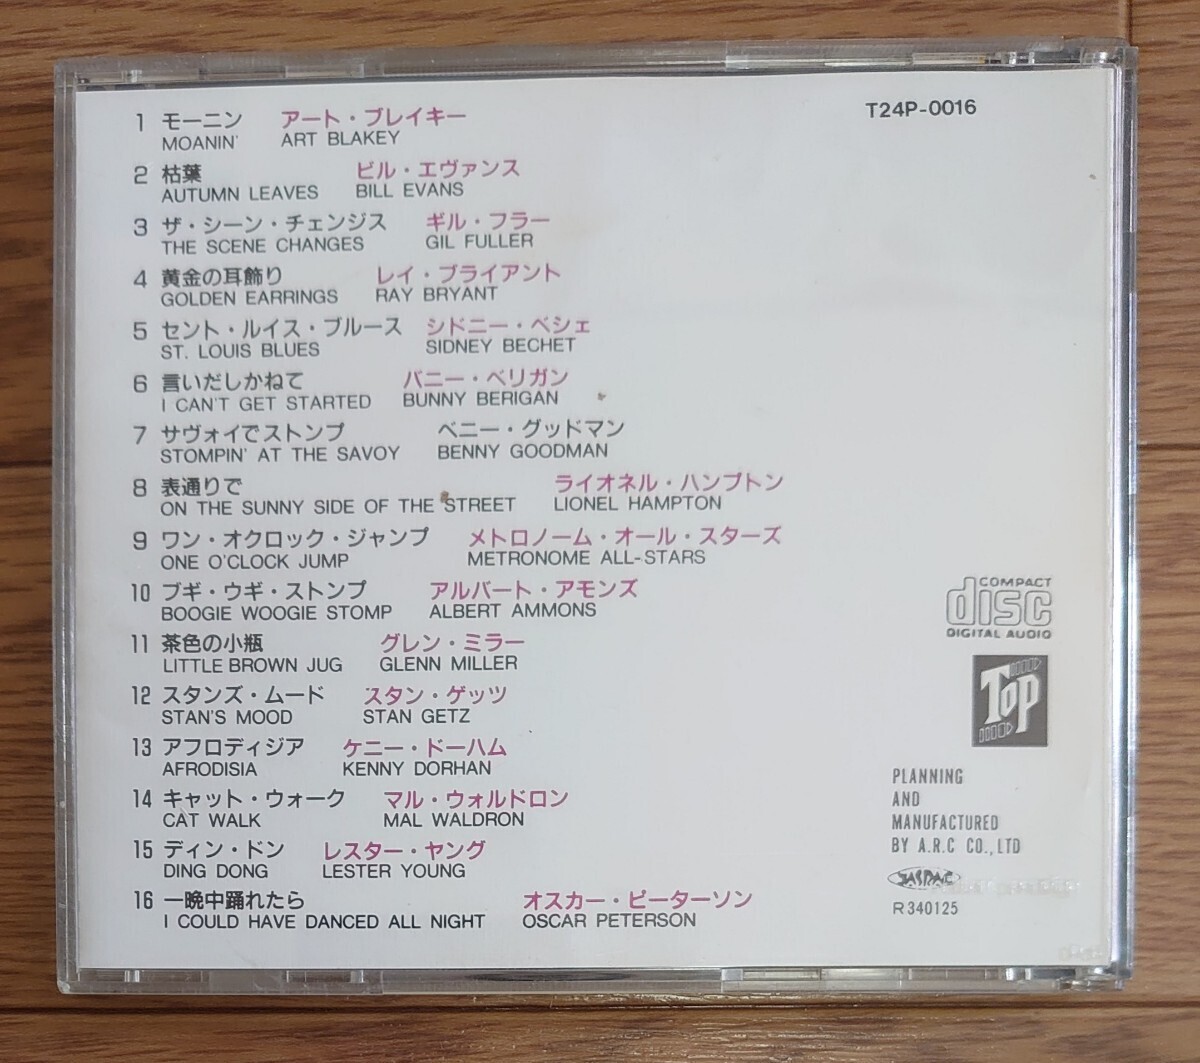 T24P-0016
1 モーニン アート・ブレイキー
MOANIN' ART BLAKEY
2 枯葉 ビル・エヴァンス
AUTUMN LEAVES BILL EVANS
3 ザ・シーン・チェンジス ギル・フラー
THE SCENE CHANGES GIL FULLER
4 黄金の耳飾り レイ・ブライアント
GOLDEN EARRINGS RAY BRYANT
5 セント・ルイス・ブルース シドニー・ベシェ
ST. LOUIS BLUES SIDNEY BECHET
6 言いだしかねて バニー・ベリガン
I CAN'T GET STARTED BUNNY BERIGAN
7 サヴォイでストンプ ベニー・グッドマン
STOMPIN' AT THE SAVOY BENNY GOODMAN
8 表通りで ライオネル・ハンプトン
ON THE SUNNY SIDE OF THE STREET LIONEL HAMPTON
9 ワン・オクロック・ジャンプ メトロノーム・オール・スターズ
ONE O'CLOCK JUMP METRONOME ALL-STARS
10 ブギ・ウギ・ストンプ アルバート・アモンズ
BOOGIE WOOGIE STOMP ALBERT AMMONS
11 茶色の小瓶 グレン・ミラー
LITTLE BROWN JUG GLENN MILLER
12 スタンズ・ムード スタン・ゲッツ
STAN'S MOOD STAN GETZ
13 アフロディジア ケニー・ドーハム
AFRODISIA KENNY DORHAN
14 キャット・ウォーク マル・ウォルドロン
CAT WALK MAL WALDRON
15 ディン・ドン レスター・ヤング
DING DONG LESTER YOUNG
16 一晩中踊れたら オスカー・ピーターソン
I COULD HAVE DANCED ALL NIGHT OSCAR PETERSON
COMPACT
disc
DIGITAL AUDIO
TOP
PLANNING
AND
MANUFACTURED
BY A.R.C CO., LTD
JASRAC
R340125